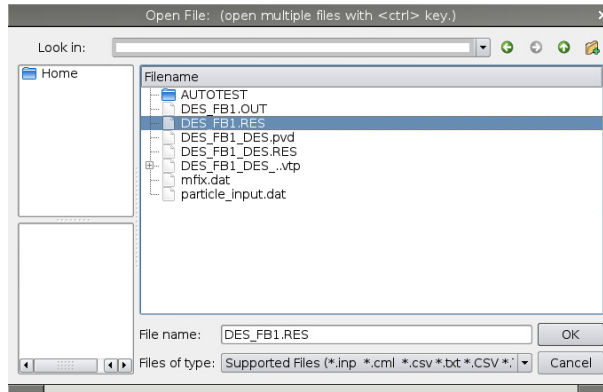 Open File: (open multiple files with <ctrl> key.)
Look in:
Home
Filename
AUTOTEST
DES_FB1.OUT
DES_FB1.RES
DES_FB1_DES.pvd
DES_FB1_DES.RES
DES_FB1_DES_..vtp
mfix.dat
particle_input.dat
File name: DES_FB1.RES OK
Files of type: Supported Files (*.inp *.cml *.csv *.txt *.CSV *. Cancel